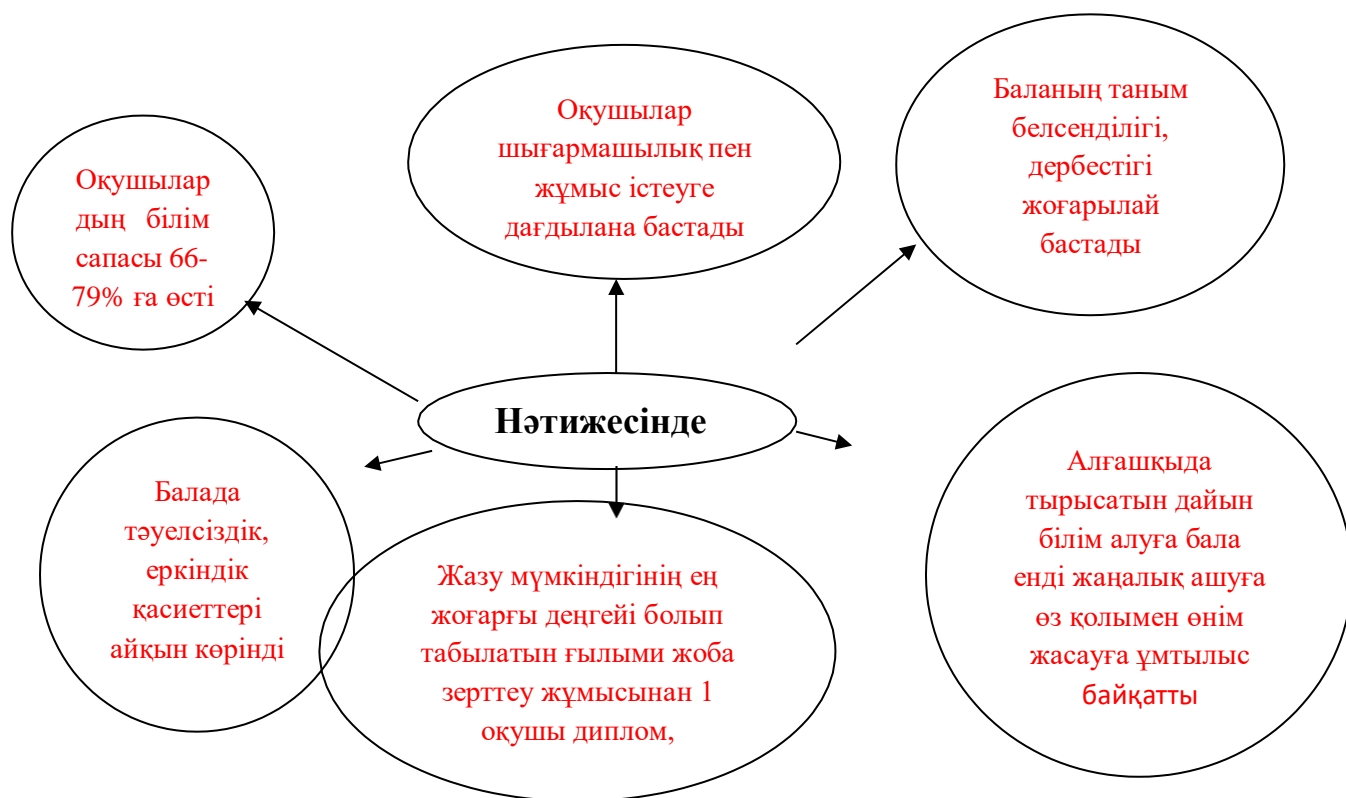 Оқушылар
шығармашылық пен
жұмыс істеуге
дағдылана бастады
Баланың таным
белсенділігі,
дербестігі
жоғарылай
бастады
Оқушылар
дың білім
сапасы 66-
79% ға өсті
Нәтижесінде
Балада
тәуелсіздік,
еркіндік
қасиеттері
айқын көрінді
Жазу мүмкіндігінің ең
жоғарғы деңгейі болып
табылатын ғылыми жоба
зерттеу жұмысынан 1
оқушы диплом,
Алғашқыда
тырысатын дайын
білім алуға бала
енді жаңалық ашуға
өз қолымен өнім
жасауға ұмтылыс
байқатты